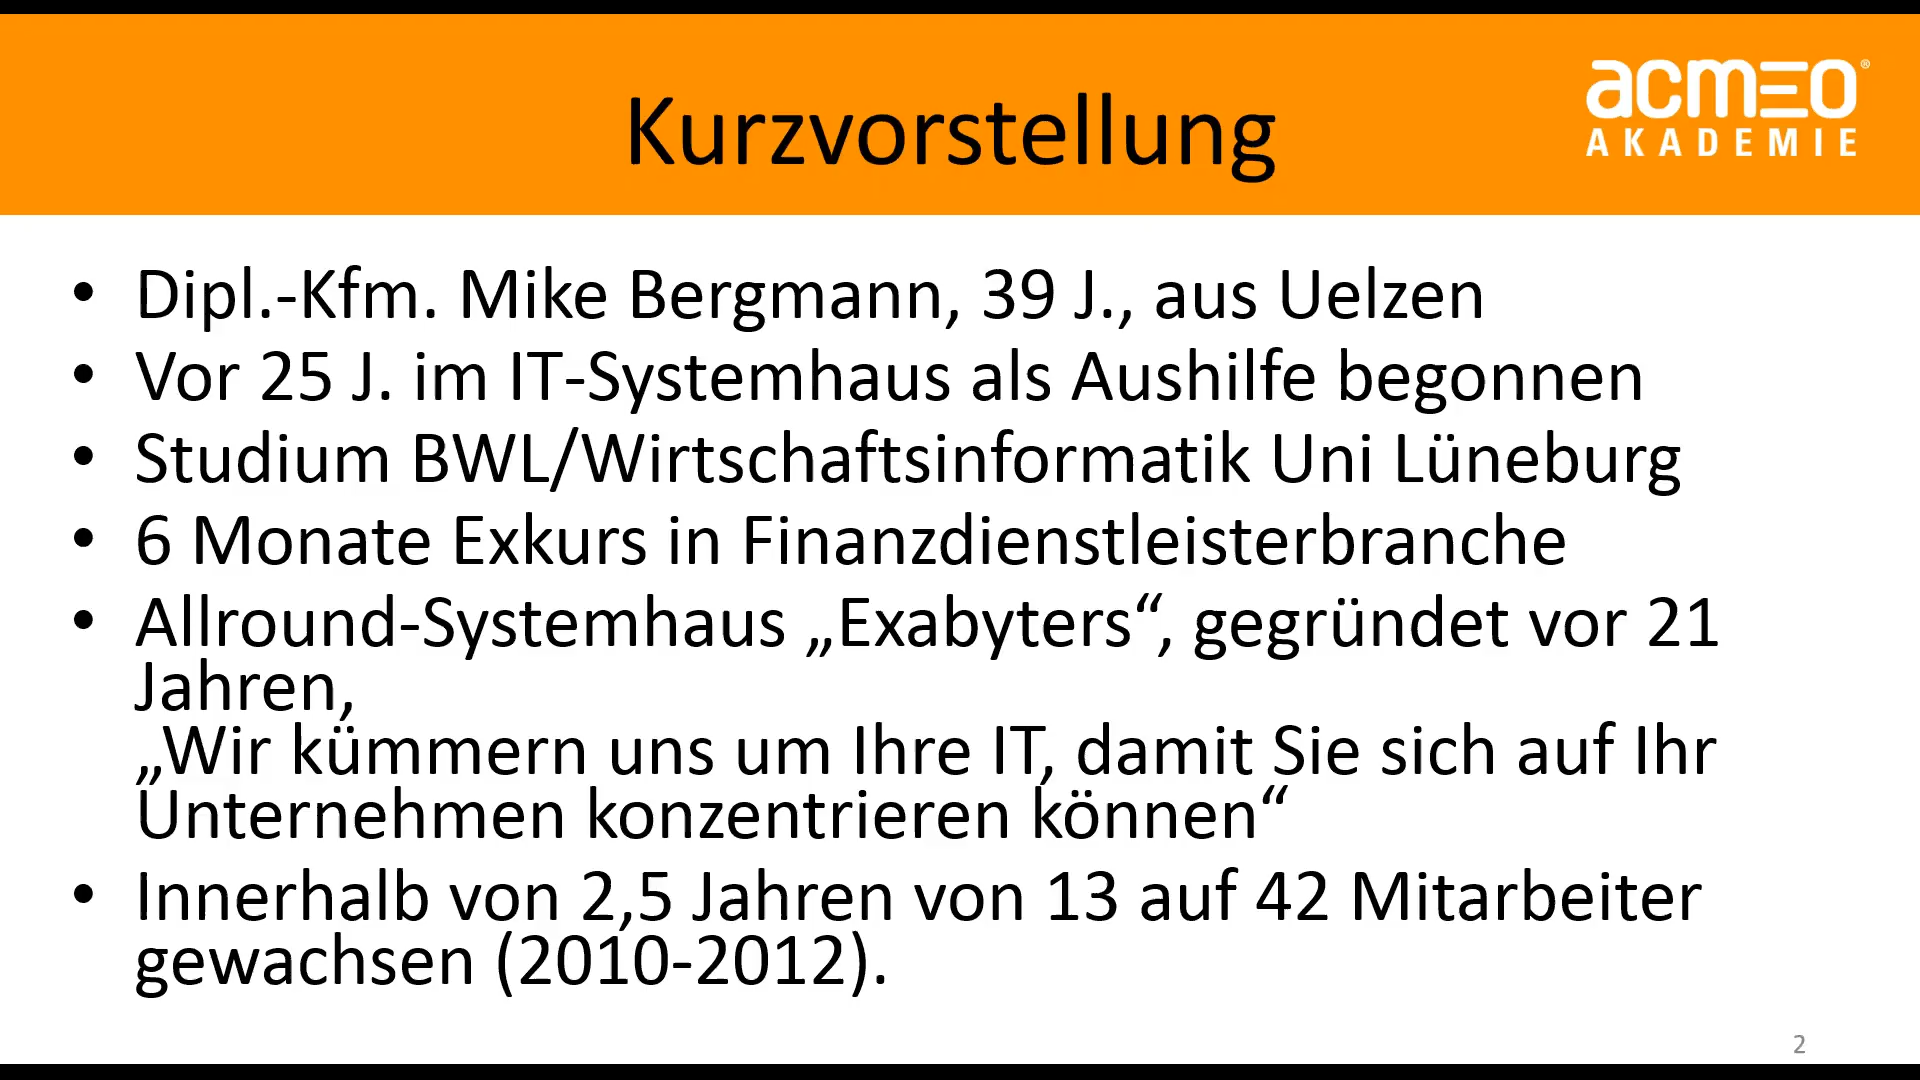 Kurzvorstellung
acmeo®
AKADEMIE
• Dipl.-Kfm. Mike Bergmann, 39 J., aus Uelzen
• Vor 25 J. im IT-Systemhaus als Aushilfe begonnen
• Studium BWL/Wirtschaftsinformatik Uni Lüneburg
• 6 Monate Exkurs in Finanzdienstleisterbranche
• Allround-Systemhaus „Exabyters“, gegründet vor 21
Jahren,
„Wir kümmern uns um Ihre IT, damit Sie sich auf Ihr
Unternehmen konzentrieren können“
• Innerhalb von 2,5 Jahren von 13 auf 42 Mitarbeiter
gewachsen (2010-2012).
2